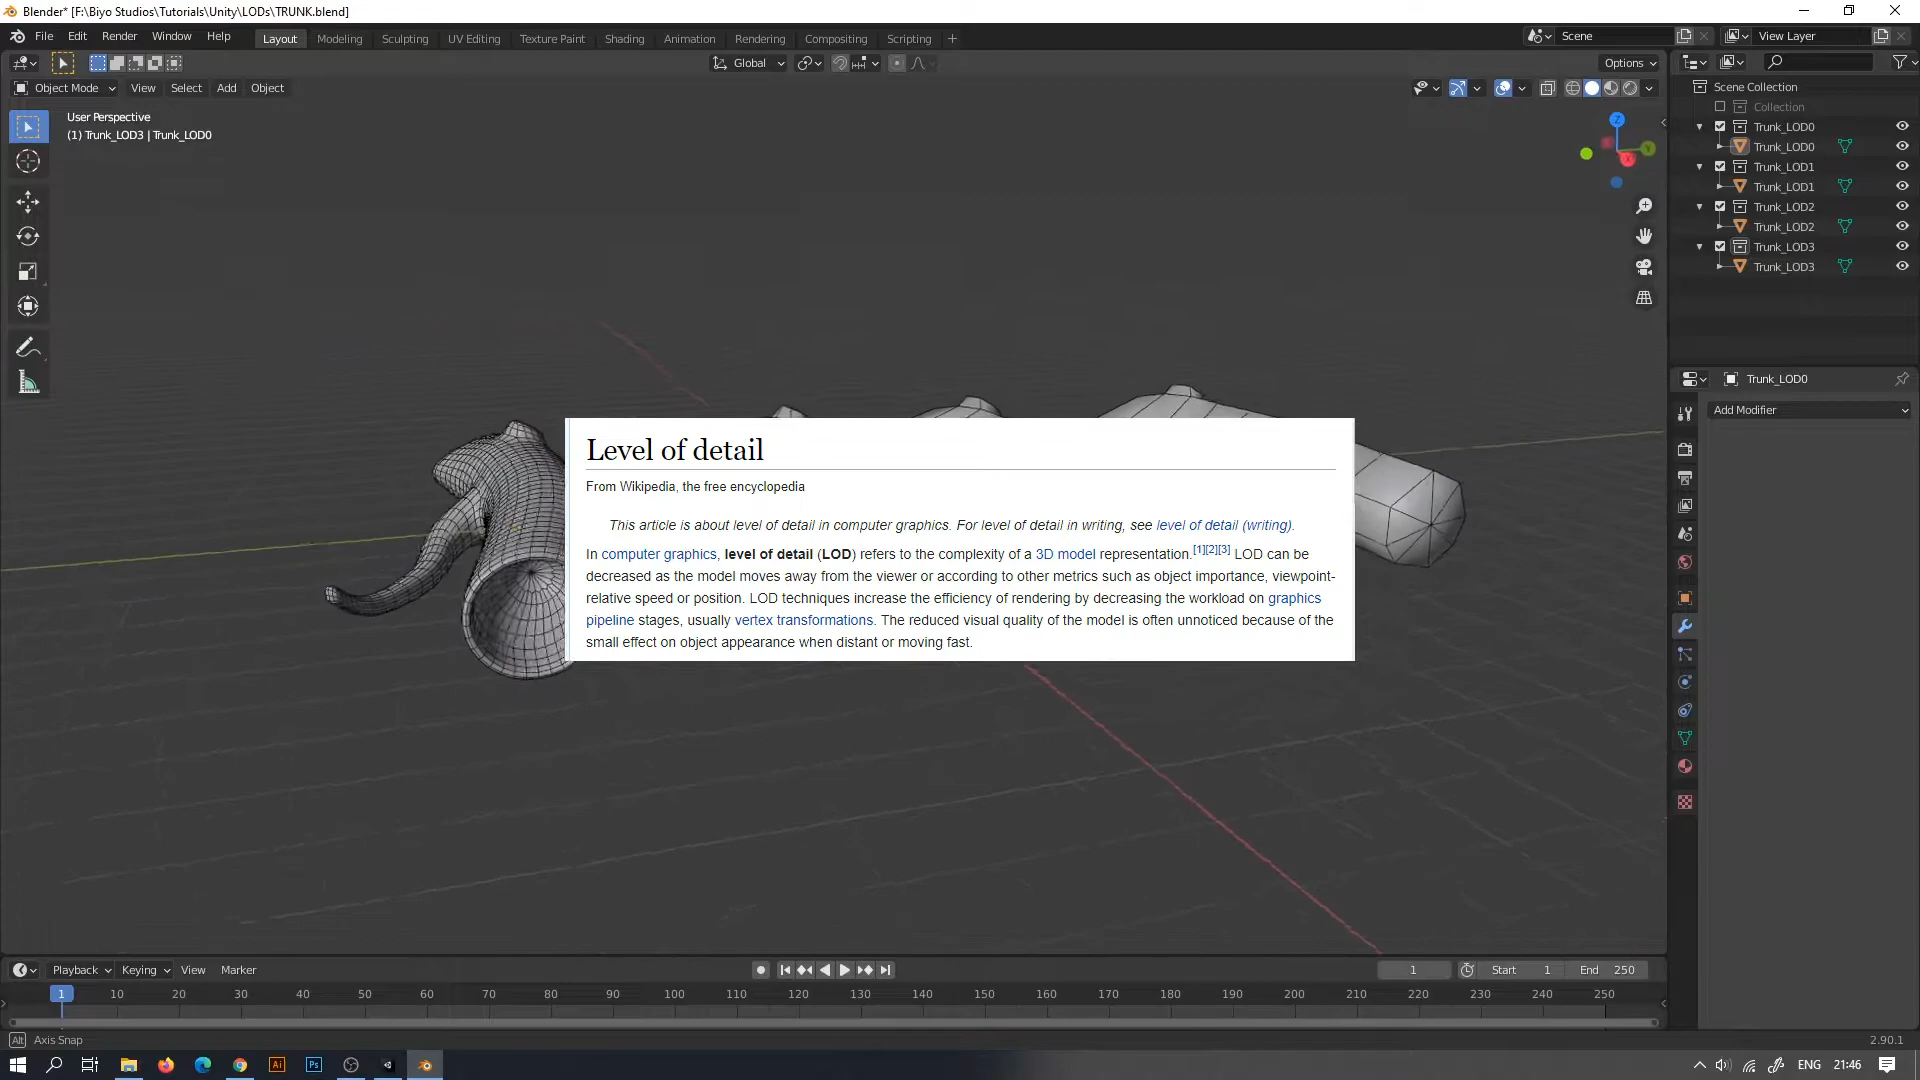 Blender* [F:\Biyo Studios\Tutorials\Unity\LODs\TRUNK.blend]
File Edit Render Window Help
Layout Modeling Sculpting UV Editing Texture Paint Shading Animation Rendering Compositing Scripting +
Scene
View Layer
Global
Options
Object Mode View Select Add Object
User Perspective
(1) Trunk_LOD3 | Trunk_LOD0
Z
Y
X
Scene Collection
Collection
Trunk_LOD0
Trunk_LOD0
Trunk_LOD1
Trunk_LOD1
Trunk_LOD2
Trunk_LOD2
Trunk_LOD3
Trunk_LOD3
Trunk_LOD0
Add Modifier
Level of detail
From Wikipedia, the free encyclopedia
This article is about level of detail in computer graphics. For level of detail in writing, see level of detail (writing).
In computer graphics, level of detail (LOD) refers to the complexity of a 3D model representation.[1][2][3] LOD can be
decreased as the model moves away from the viewer or according to other metrics such as object importance, viewpoint-
relative speed or position. LOD techniques increase the efficiency of rendering by decreasing the workload on graphics
pipeline stages, usually vertex transformations. The reduced visual quality of the model is often unnoticed because of the
small effect on object appearance when distant or moving fast.
Playback Keying View Marker
1 Start 1 End 250
1 10 20 30 40 50 60 70 80 90 100 110 120 130 140 150 160 170 180 190 200 210 220 230 240 250
Alt Axis Snap
2.90.1
Ai Ps
ENG 21:46